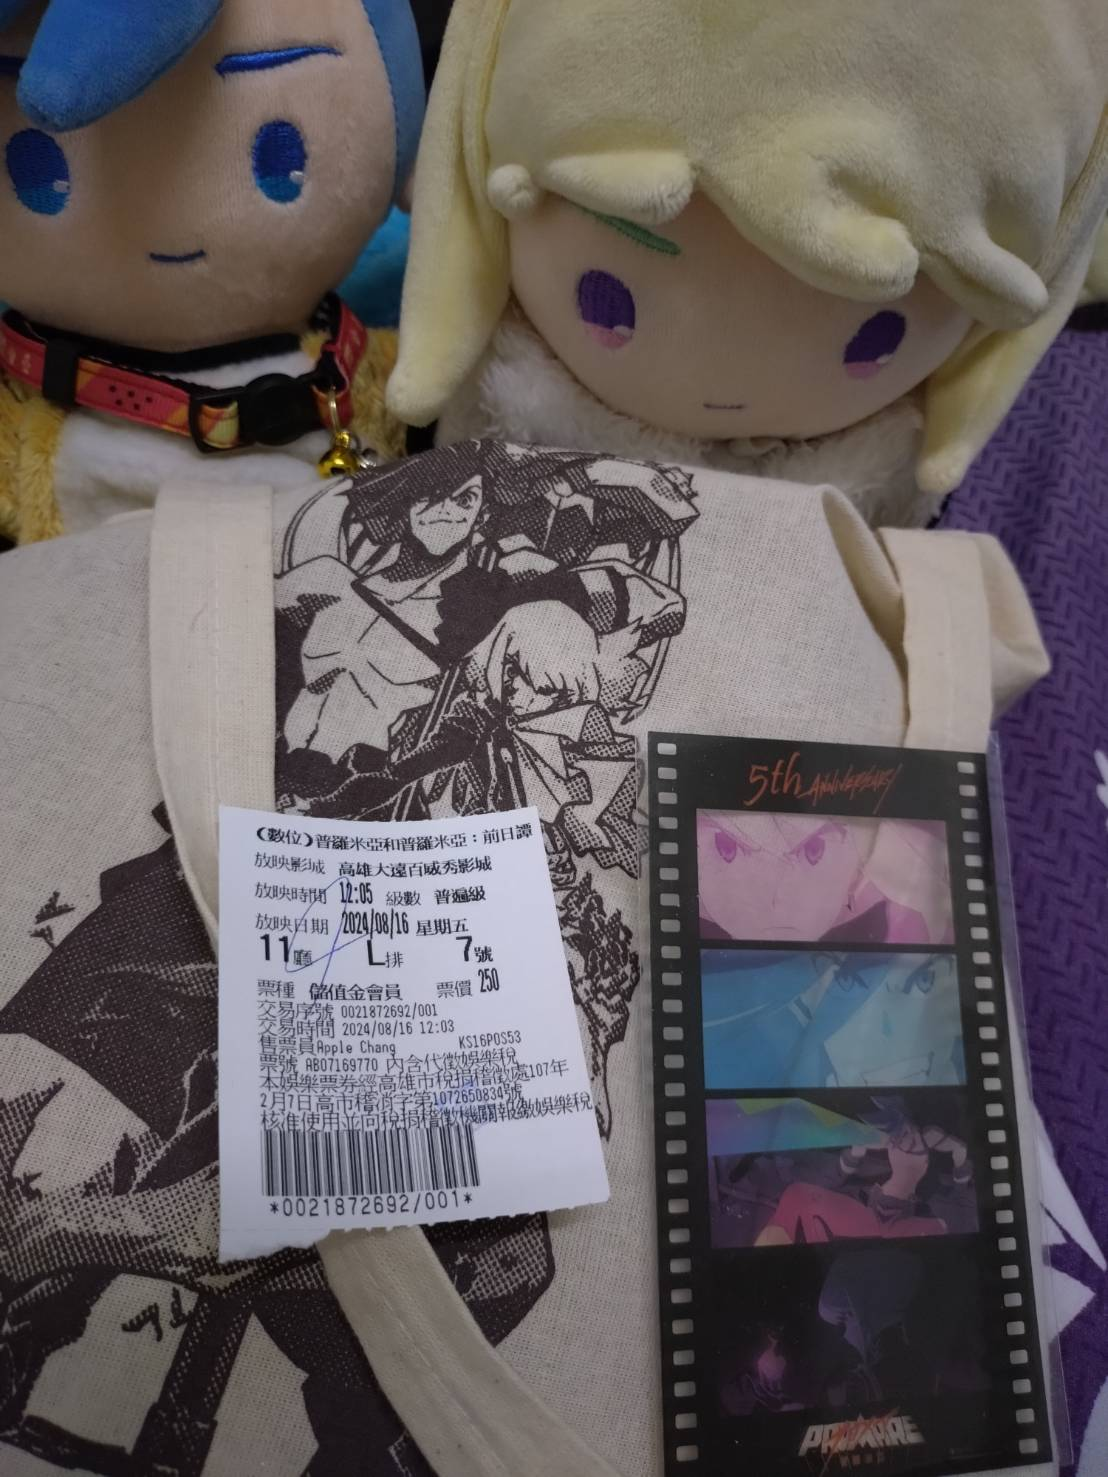 (數位)普羅米亞和普羅米亞：前日譚
放映影城 高雄大遠百威秀影城
放映時間 12:05 級數 普遍級
放映日期 2024/08/16 星期五
11廳 L排 7號
票種 儲值金會員 票價 250
交易序號 0021872692/001
交易時間 2024/08/16 12:03
售票員Apple Chang KS16POS53
票號 AB07169770 內含代徵娛樂稅
本娛樂票券經高雄市稅捐稽徵處107年
2月7日高市稽消字第10726508345號
核准使用並向稅捐稽徵機關報繳娛樂稅
*0021872692/001*
5th ANNIVERSARY
PROMARE